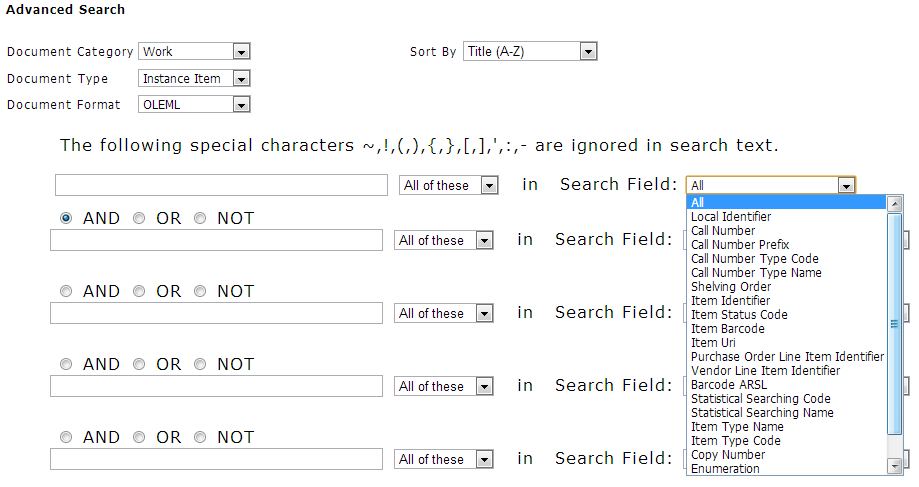 Advanced Search
Document Category Work Sort By Title (A-Z)
Document Type Instance Item
Document Format OLEML
The following special characters ~,!,(,),{,},[,],',:,- are ignored in search text.
All of these in Search Field: All
All
AND OR NOT
Local Identifier
Call Number
All of these in Search Field:
Call Number Prefix
Call Number Type Code
Call Number Type Name
Shelving Order
AND OR NOT
Item Identifier
Item Status Code
All of these in Search Field:
Item Barcode
Item Uri
Purchase Order Line Item Identifier
AND OR NOT
Vendor Line Item Identifier
Barcode ARSL
All of these in Search Field:
Statistical Searching Code
Statistical Searching Name
Item Type Name
AND OR NOT
Item Type Code
Copy Number
All of these in Search Field:
Enumeration